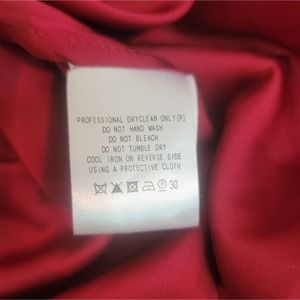 PROFESSIONAL DRYCLEAN ONLY(P)
DO NOT HAND WASH
DO NOT BLEACH
DO NOT TUMBLE DRY
COOL IRON ON REVERSE SIDE
USING A PROTECTIVE CLOTH
P 30